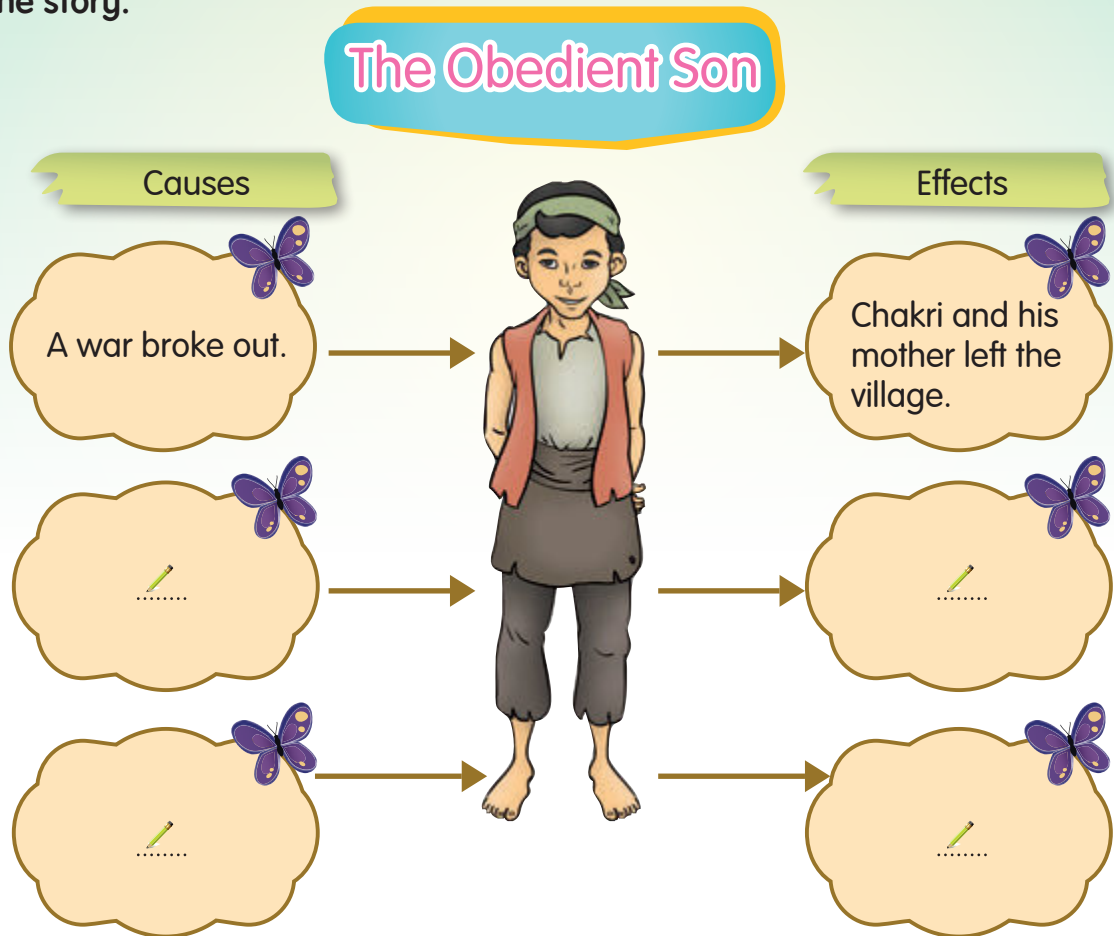 he story.
The Obedient Son
Causes
Effects
A war broke out.
Chakri and his
mother left the
village.
........
........
........
........